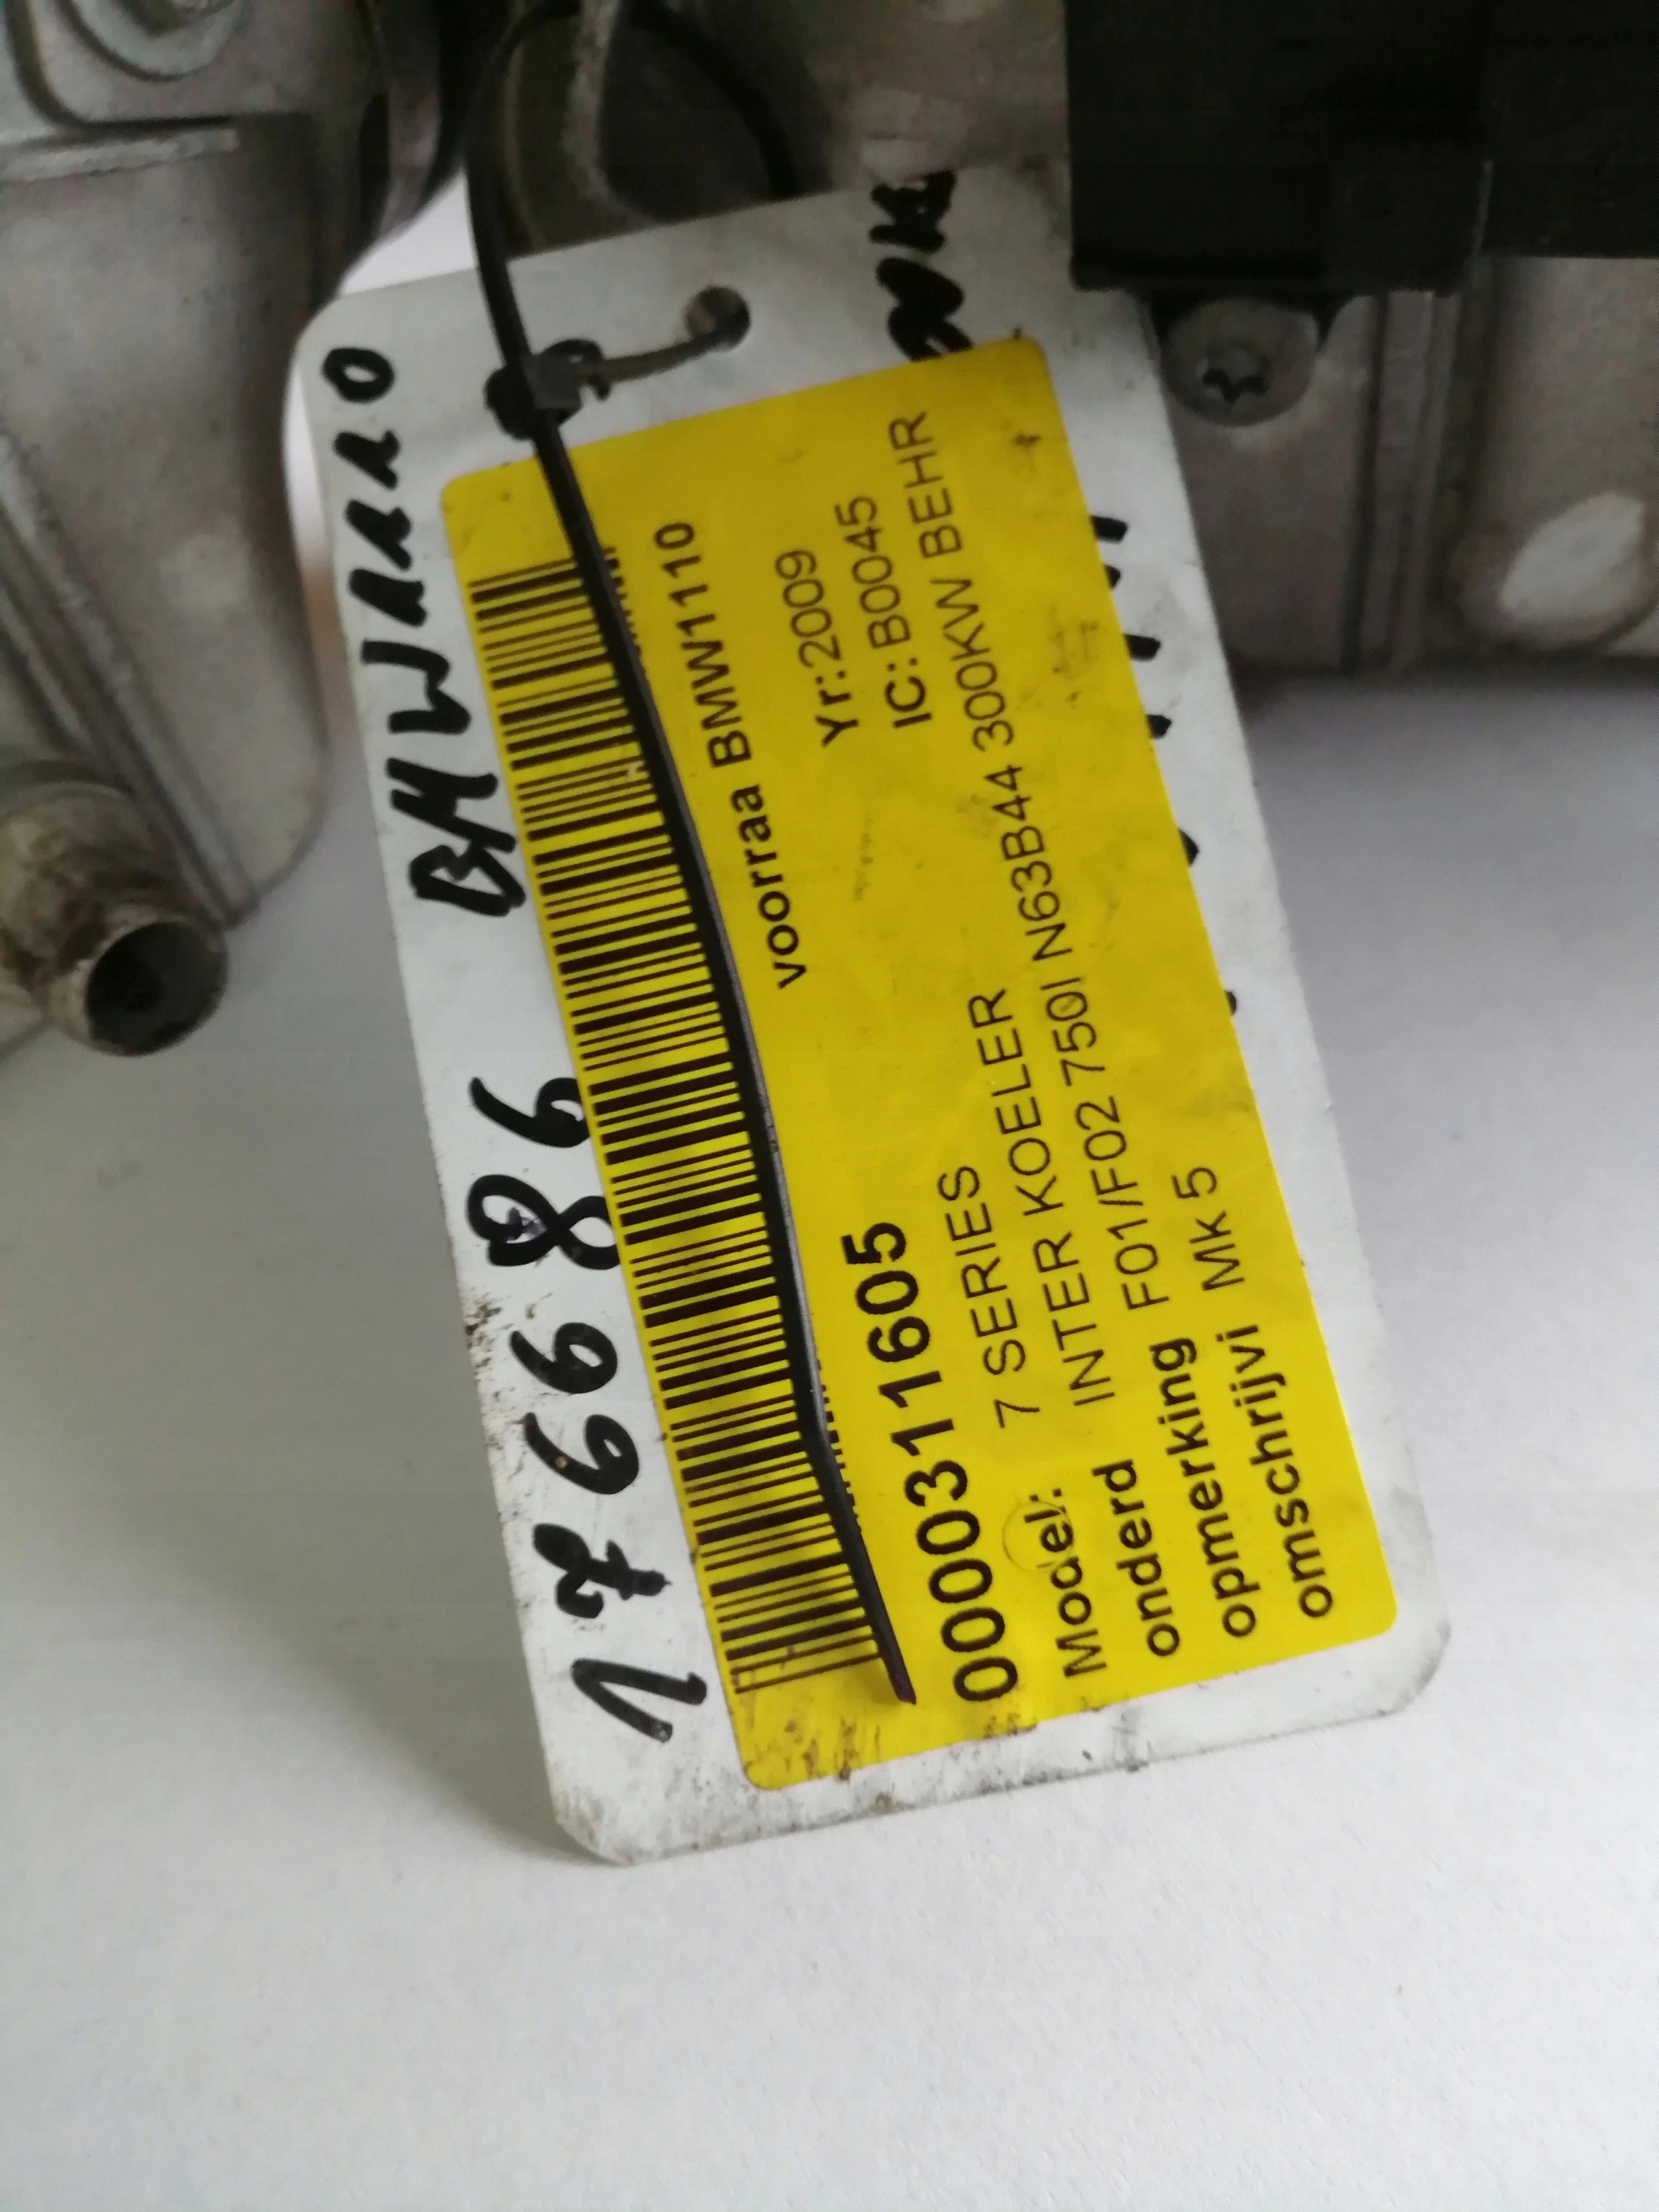 V76686 BMW1110
voorraa BMW1110
0000311605
Yr:2009
Model: 7 SERIES
IC: B0045
onderd INTER KOELER
opmerking F01/F02 750I N63B44 300KW BEHR
omschrijvi Mk 5